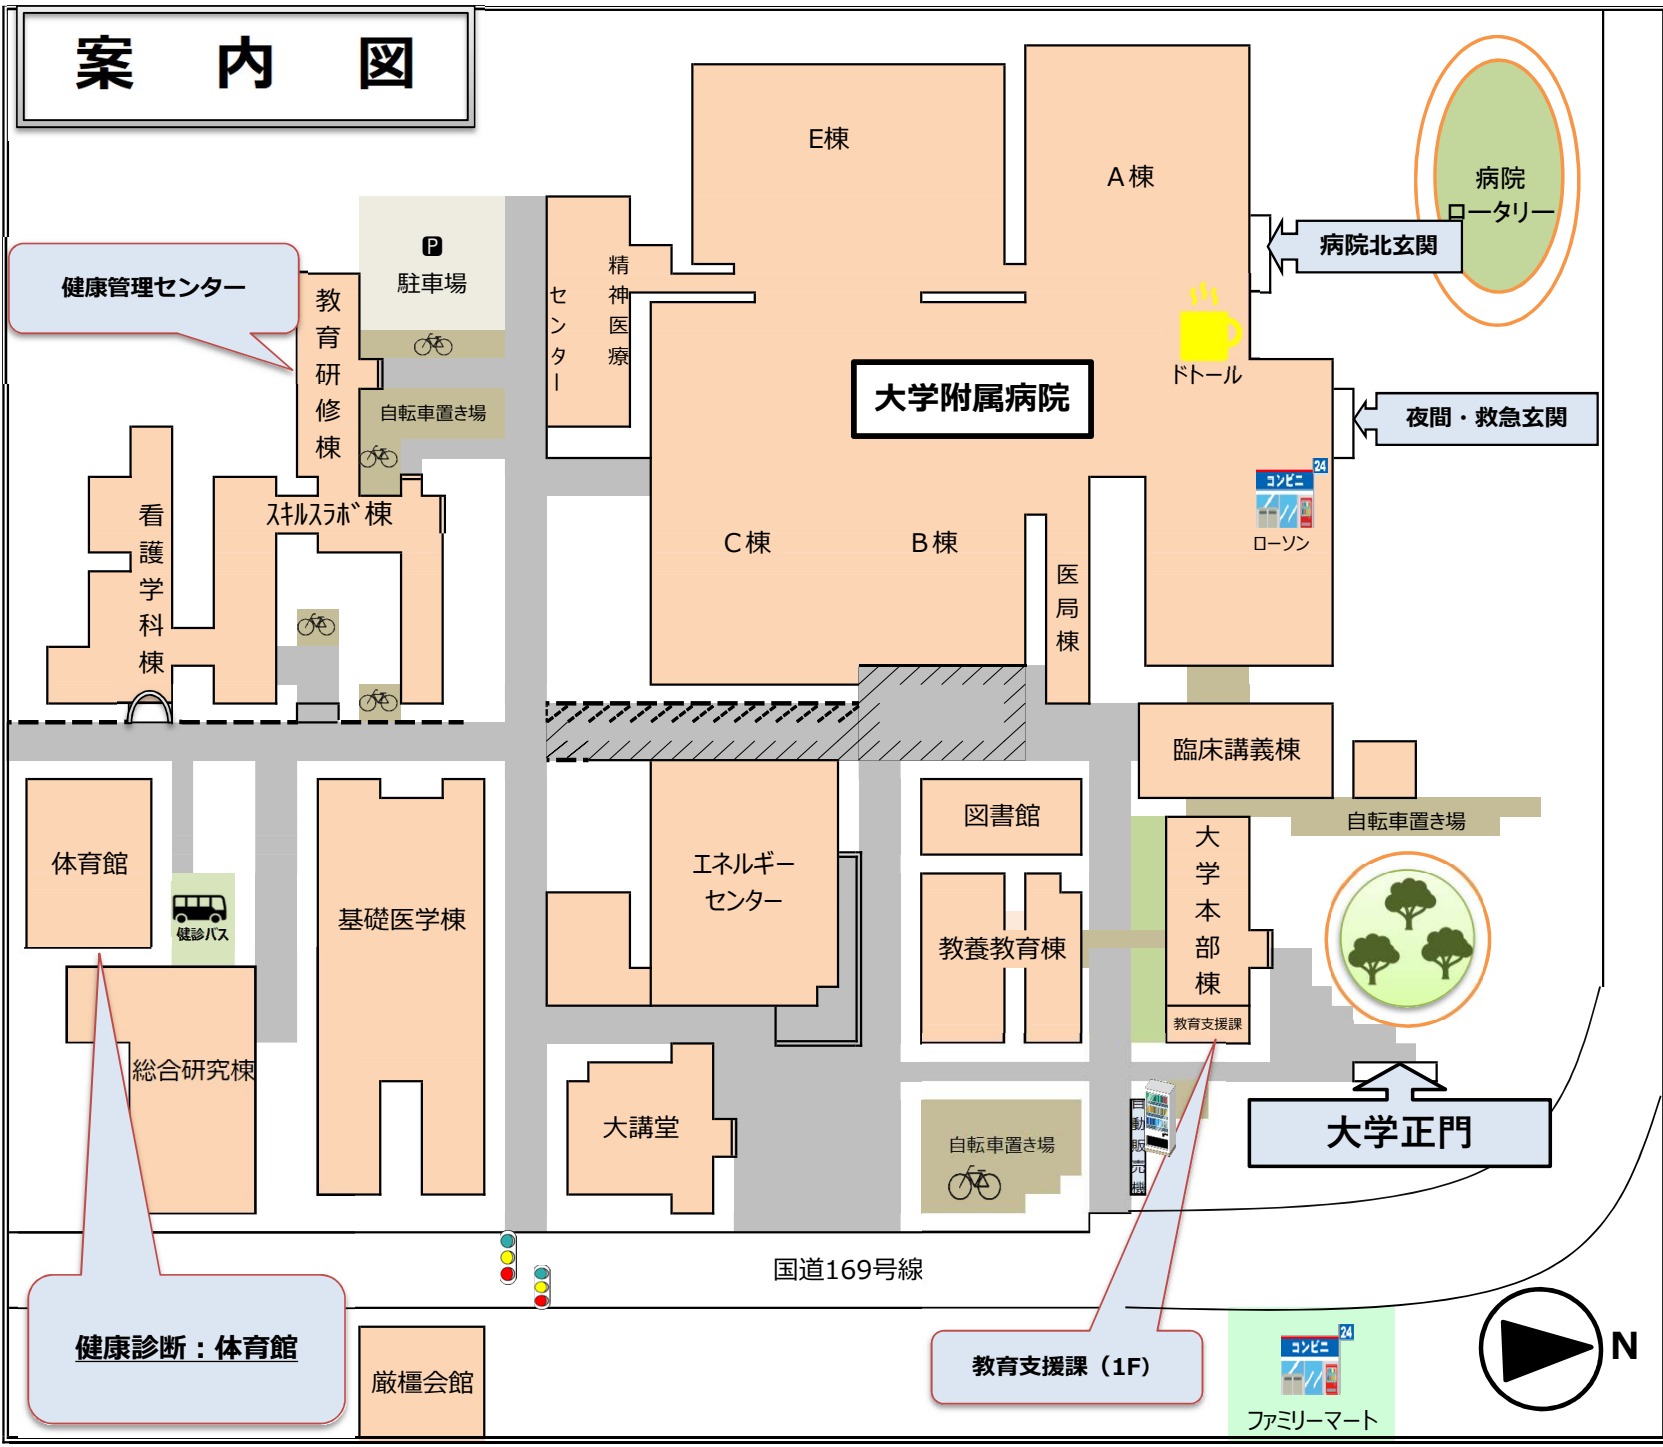 案 内 図
E棟
A棟
病院
ロータリー
病院北玄関
P
駐車場
健康管理センター
教育研修棟
精神医療
センター
自転車置き場
大学附属病院
ドトール
夜間・救急玄関
24
コンビニ
ローソン
看護学科棟
スキルスラボ棟
C棟
B棟
医局棟
臨床講義棟
自転車置き場
図書館
体育館
健診バス
基礎医学棟
エネルギー
センター
教養教育棟
大学本部棟
教育支援課
総合研究棟
大講堂
自転車置き場
自動販売機
大学正門
国道169号線
健康診断：体育館
厳橿会館
教育支援課（1F）
24
コンビニ
ファミリーマート
N